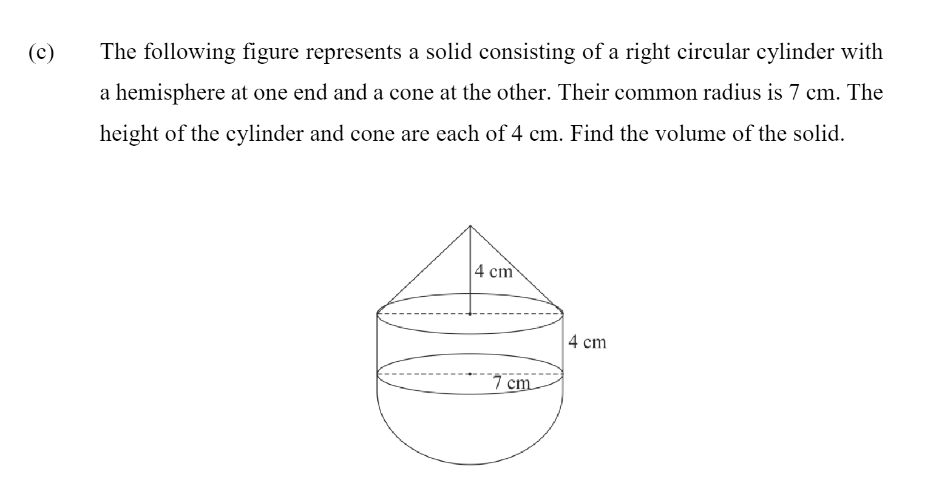 (c) The following figure represents a solid consisting of a right circular cylinder with
a hemisphere at one end and a cone at the other. Their common radius is 7 cm. The
height of the cylinder and cone are each of 4 cm. Find the volume of the solid.
4 cm
4 cm
7 cm